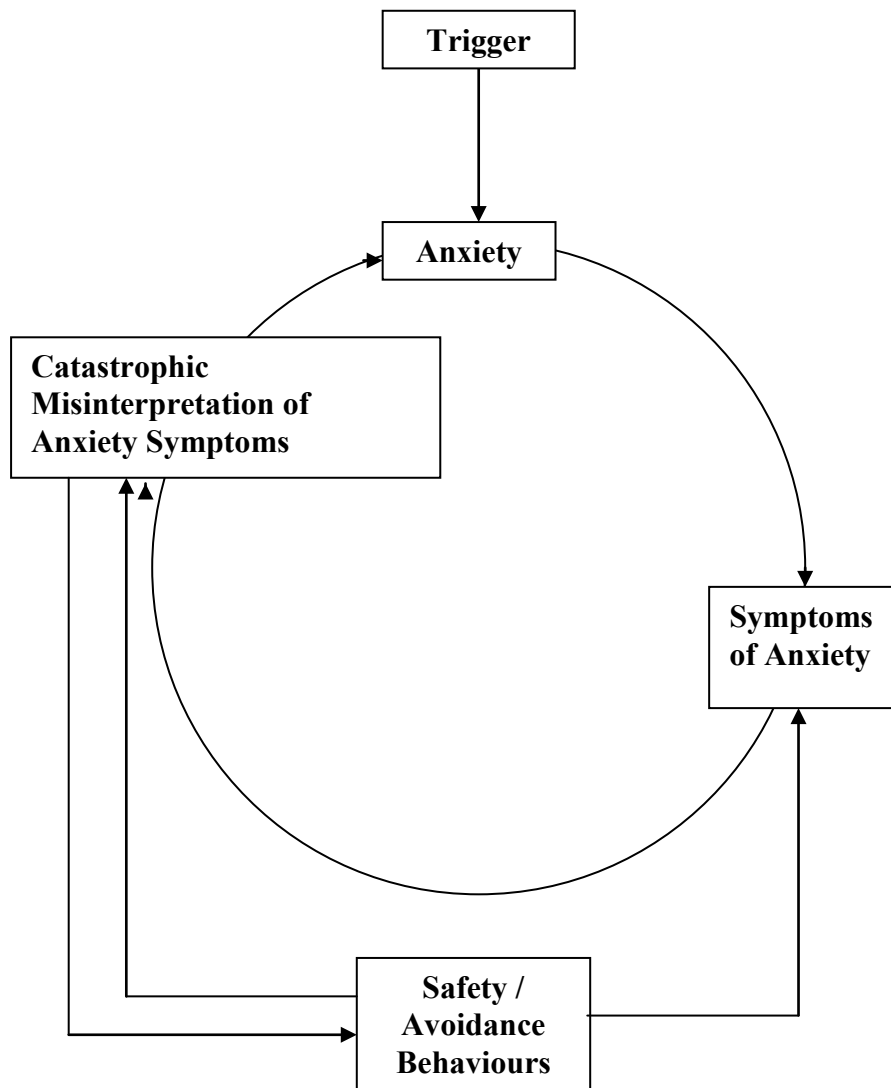 Trigger
Anxiety
Catastrophic
Misinterpretation of
Anxiety Symptoms
Symptoms
of Anxiety
Safety /
Avoidance
Behaviours